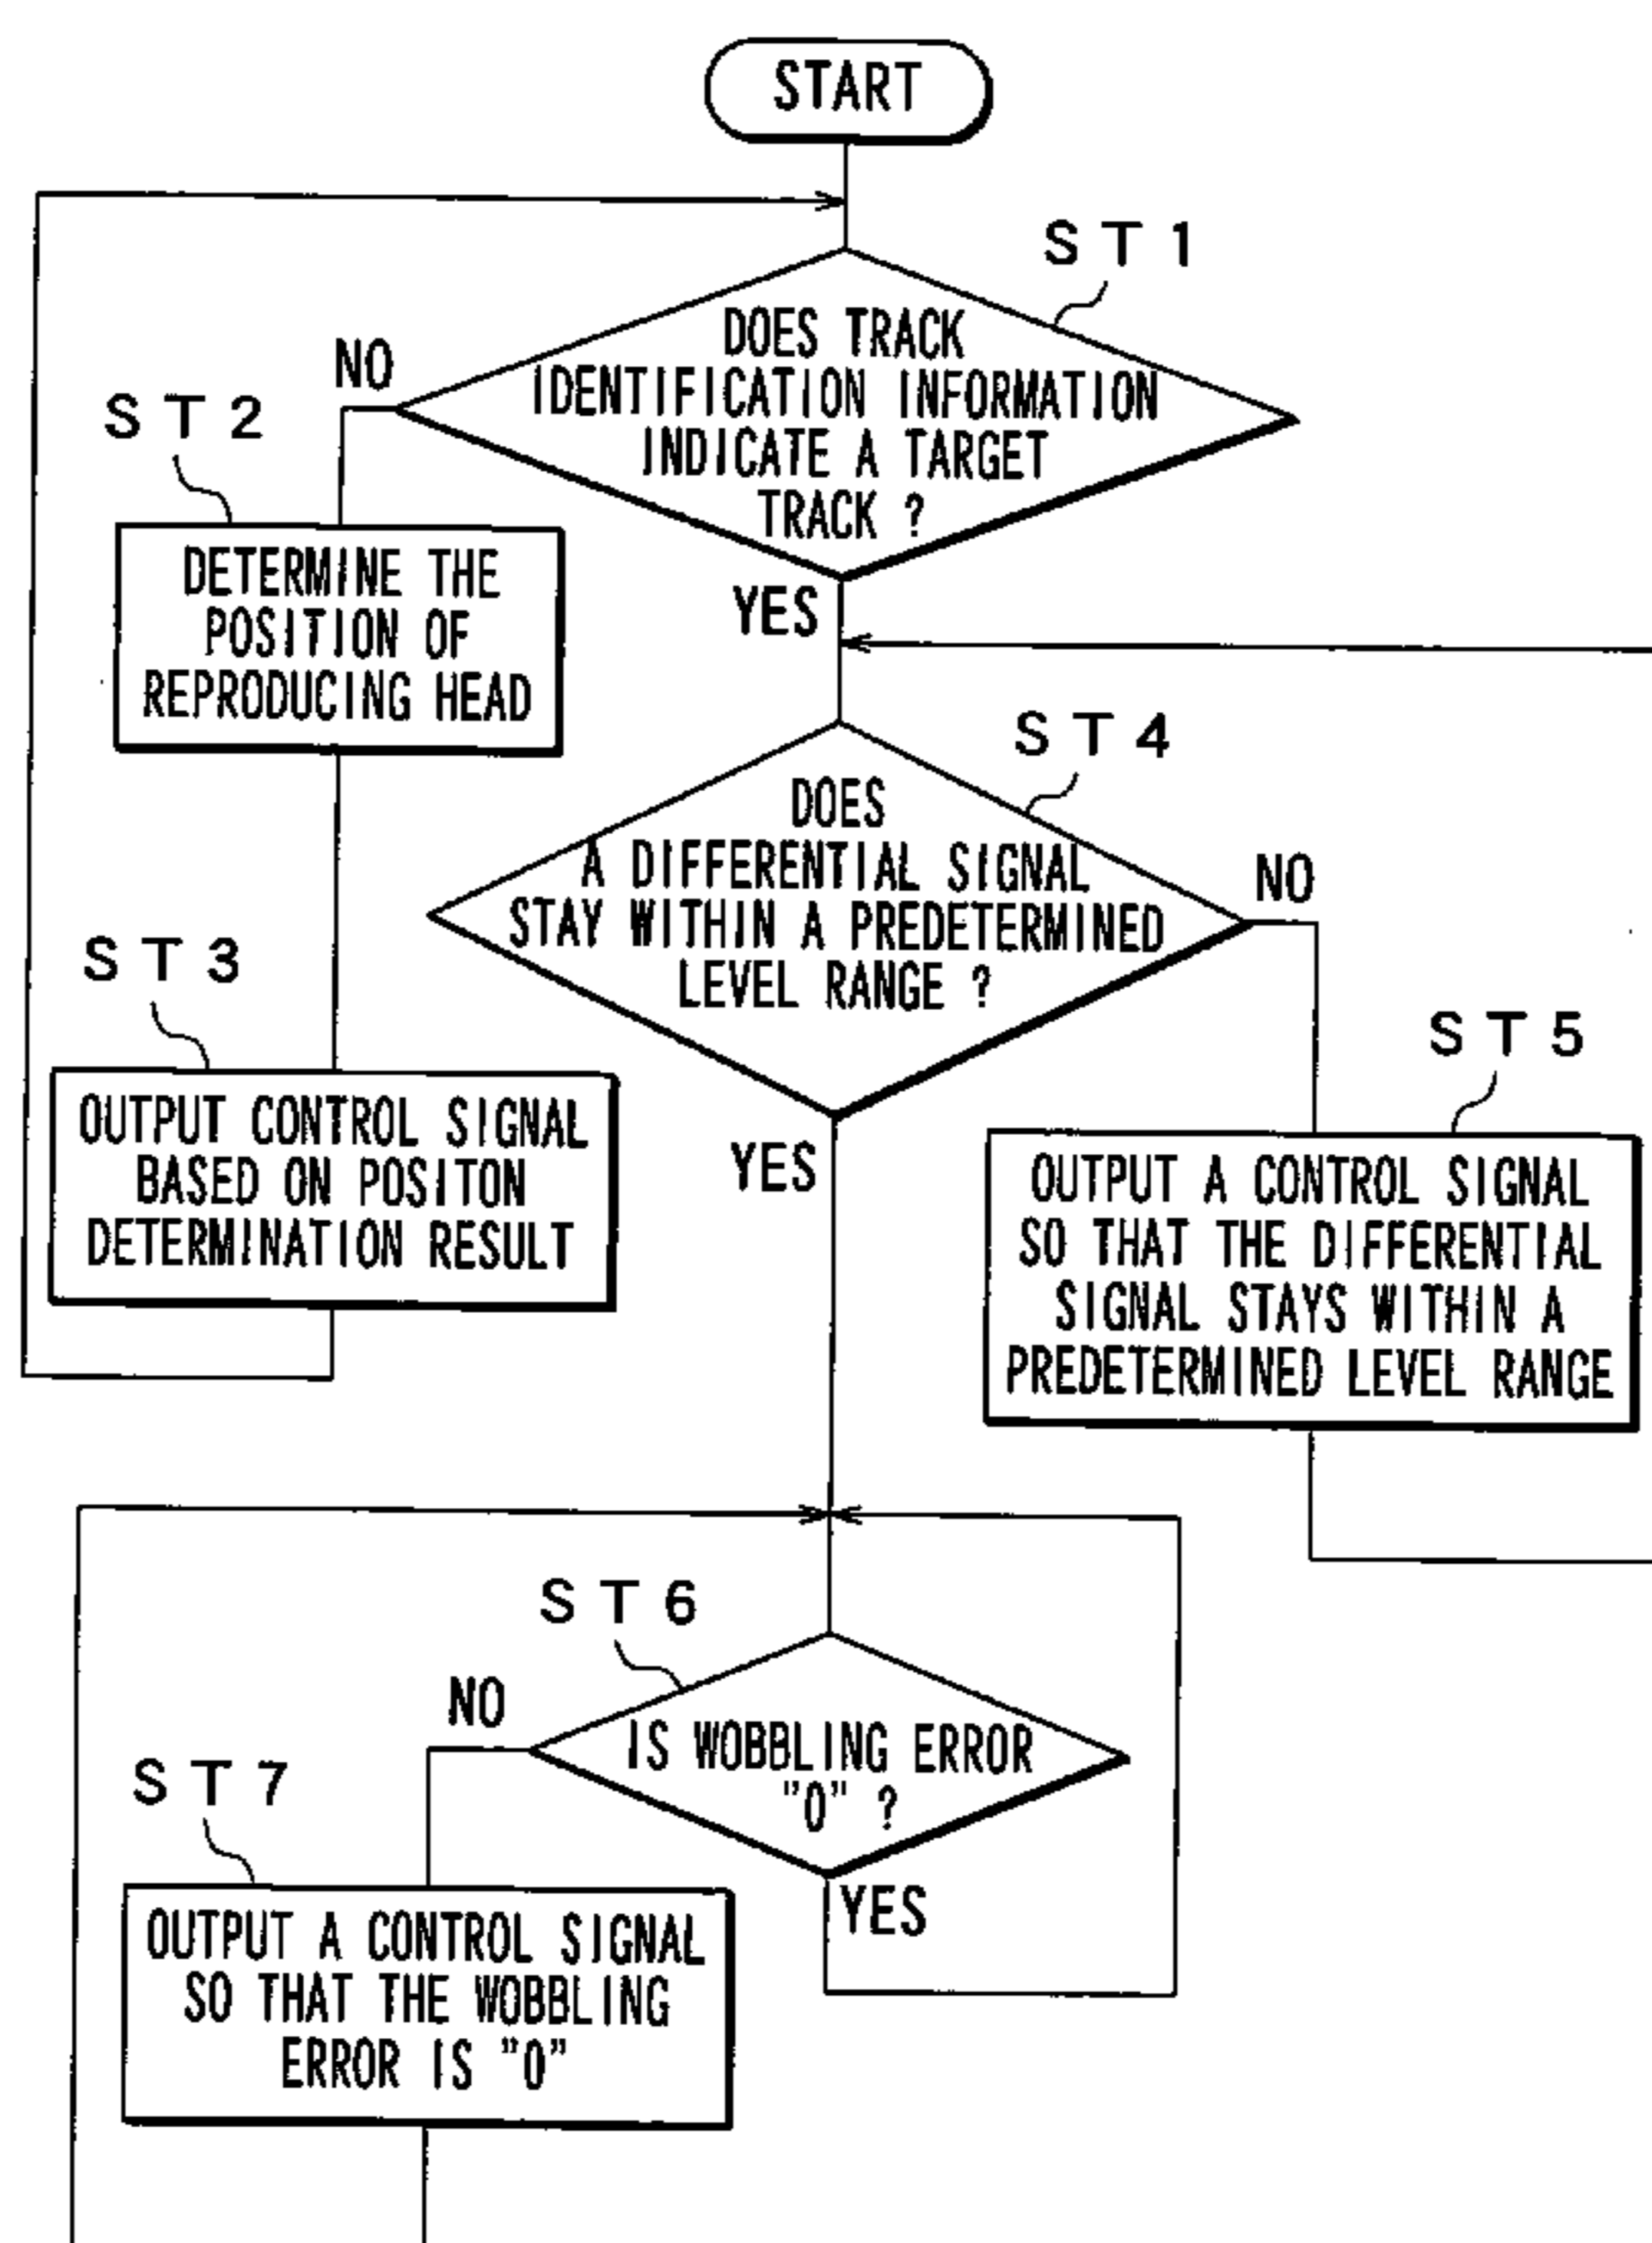 START
ST1
DOES TRACK
IDENTIFICATION INFORMATION
INDICATE A TARGET
TRACK ?
NO
YES
ST2
DETERMINE THE
POSITION OF
REPRODUCING HEAD
ST3
OUTPUT CONTROL SIGNAL
BASED ON POSITON
DETERMINATION RESULT
ST4
DOES
A DIFFERENTIAL SIGNAL
STAY WITHIN A PREDETERMINED
LEVEL RANGE ?
NO
YES
ST5
OUTPUT A CONTROL SIGNAL
SO THAT THE DIFFERENTIAL
SIGNAL STAYS WITHIN A
PREDETERMINED LEVEL RANGE
ST6
IS WOBBLING ERROR
"0" ?
NO
YES
ST7
OUTPUT A CONTROL SIGNAL
SO THAT THE WOBBLING
ERROR IS "0"